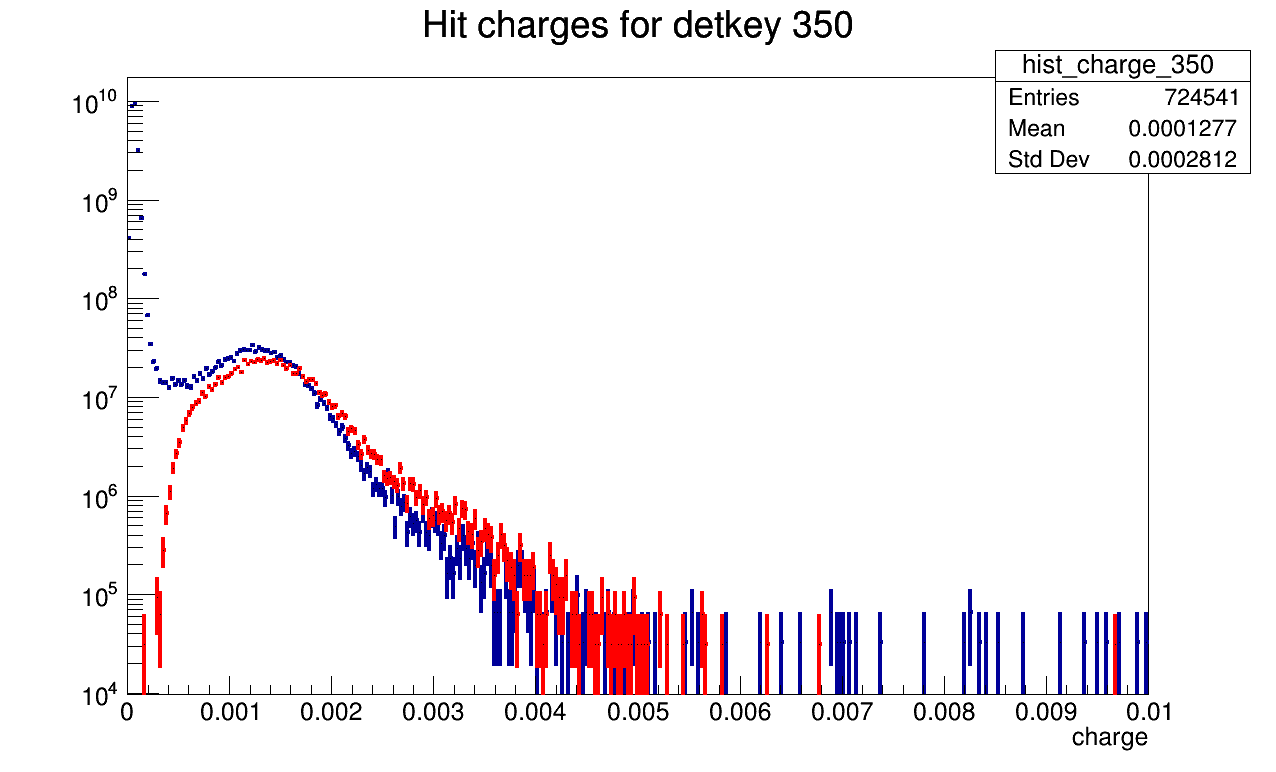 Hit charges for detkey 350
hist_charge_350
Entries 724541
Mean 0.0001277
Std Dev 0.0002812
10^10
10^9
10^8
10^7
10^6
10^5
10^4
0 0.001 0.002 0.003 0.004 0.005 0.006 0.007 0.008 0.009 0.01
charge